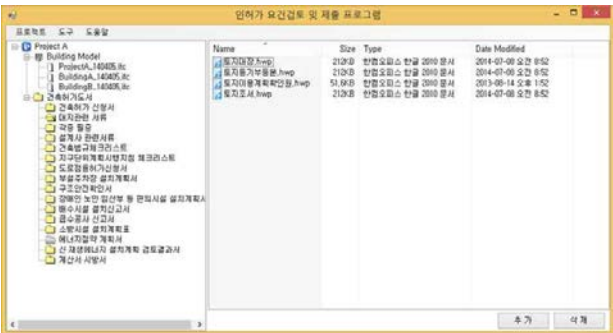 인허가 요건검토 및 제출 프로그램
프로젝트 도구 도움말
Project A
Building Model
ProjectA_140405.ifc
BuildingA_140405.ifc
BuildingB_140405.ifc
건축허가도서
건축허가 신청서
대지관련 서류
각종 필증
설계사 관련서류
건축법규체크리스트
지구단위계획시행지침 체크리스트
도로점용허가신청서
부설주차장 설치계획서
구조안전확인서
장애인 노인 임산부 등 편의시설 설치계획서
배수시설 설치신고서
급수공사 신고서
소방시설 설치계획표
에너지절약 계획서
신 재생에너지 설치계획 검토결과서
계산서 시방서
Name Size Type Date Modified
토지대장.hwp 212KB 한컴오피스 한글 2010 문서 2014-07-08 오전 8:52
토지등기부등본.hwp 212KB 한컴오피스 한글 2010 문서 2014-07-08 오전 8:52
토지이용계획확인원.hwp 51,6KB 한컴오피스 한글 2010 문서 2013-08-14 오후 1:52
토지조서.hwp 212KB 한컴오피스 한글 2010 문서 2014-07-08 오전 8:52
추가 삭제